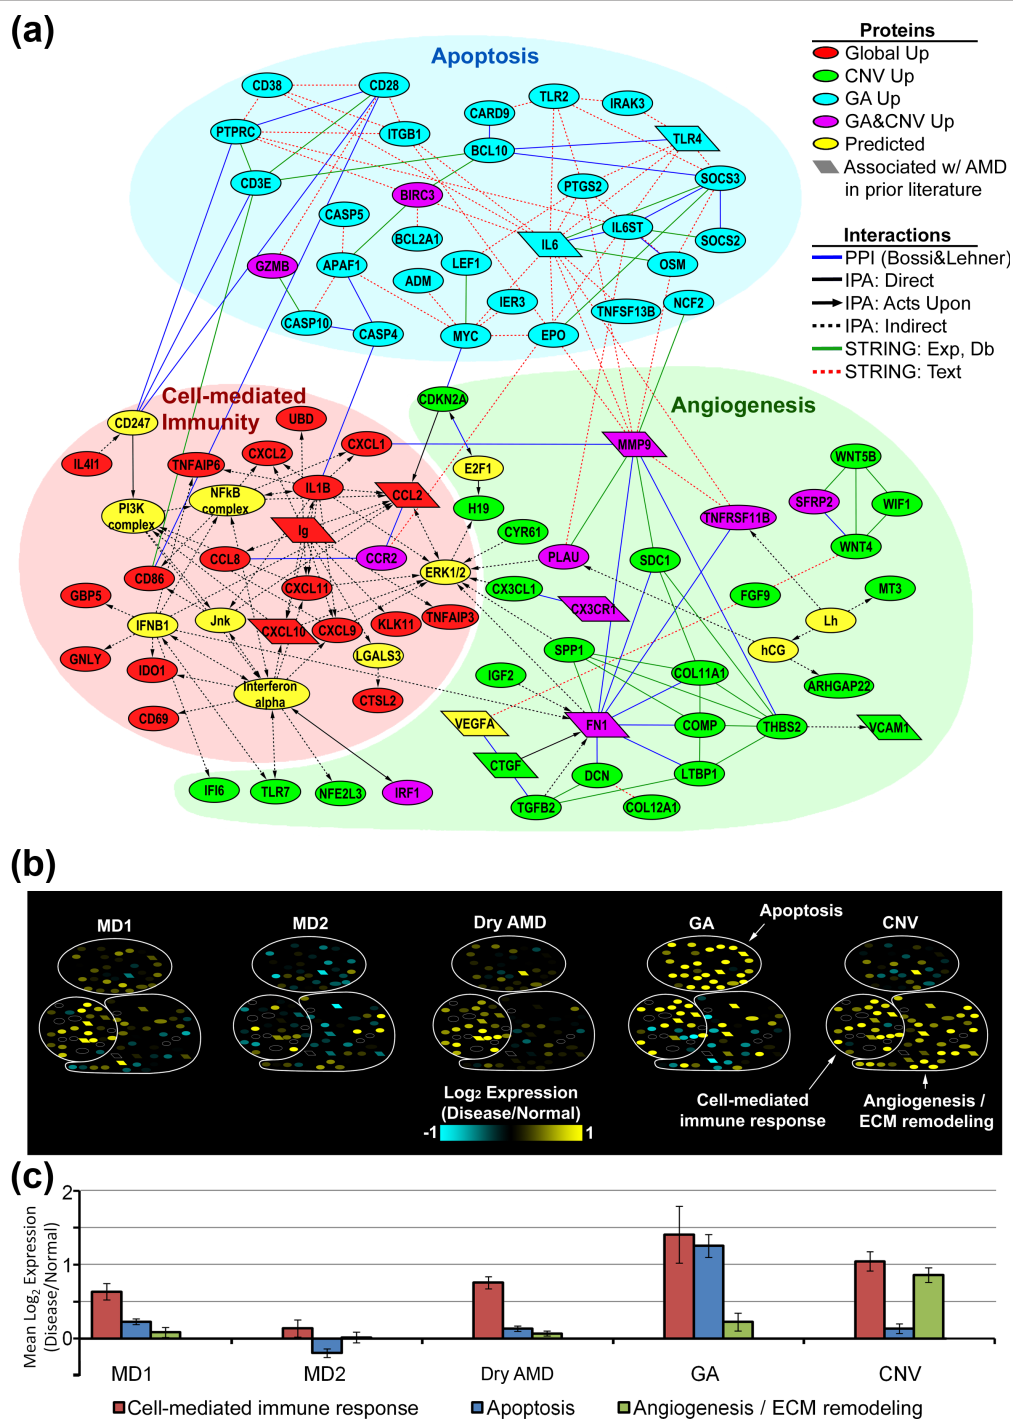 (a)
Apoptosis
Proteins
Global Up
CNV Up
GA Up
GA&CNV Up
Predicted
Associated w/ AMD
in prior literature
Interactions
PPI (Bossi&Lehner)
IPA: Direct
IPA: Acts Upon
IPA: Indirect
STRING: Exp, Db
STRING: Text
CD38
CD28
TLR2
IRAK3
CARD9
PTPRC
ITGB1
TLR4
BCL10
CD3E
PTGS2
SOCS3
BIRC3
CASP5
IL6ST
BCL2A1
IL6
SOCS2
GZMB
APAF1
LEF1
OSM
ADM
IER3
TNFSF13B
NCF2
CASP10
CASP4
MYC
EPO
Cell-mediated
Immunity
Angiogenesis
CDKN2A
CD247
UBD
CXCL1
MMP9
IL4I1
TNFAIP6
CXCL2
E2F1
WNT5B
NFkB
complex
IL1B
CCL2
PI3K
complex
H19
TNFRSF11B
SFRP2
WIF1
Ig
CYR61
WNT4
CCL8
CCR2
PLAU
SDC1
CD86
ERK1/2
CXCL11
CX3CL1
GBP5
FGF9
MT3
CX3CR1
IFNB1
Jnk
CXCL10
CXCL9
KLK11
TNFAIP3
Lh
GNLY
LGALS3
SPP1
hCG
IDO1
IGF2
COL11A1
ARHGAP22
Interferon
alpha
CTSL2
CD69
VEGFA
FN1
COMP
THBS2
VCAM1
CTGF
DCN
LTBP1
IFI6
TLR7
NFE2L3
IRF1
TGFB2
COL12A1
(b)
MD1
MD2
Dry AMD
GA
CNV
Apoptosis
Log2 Expression
(Disease/Normal)
-1
1
Cell-mediated
immune response
Angiogenesis /
ECM remodeling
(c)
Mean Log2 Expression
(Disease/Normal)
2
1
0
MD1
MD2
Dry AMD
GA
CNV
Cell-mediated immune response
Apoptosis
Angiogenesis / ECM remodeling